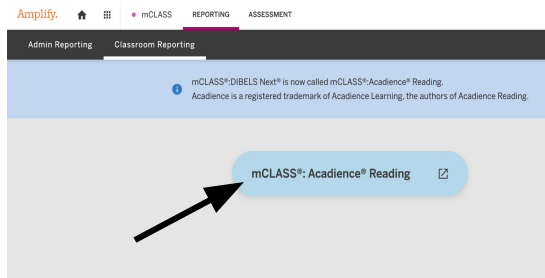 Amplify. mCLASS REPORTING ASSESSMENT
Admin Reporting Classroom Reporting
mCLASS®:DIBELS Next® is now called mCLASS®:Acadience® Reading.
Acadience is a registered trademark of Acadience Learning, the authors of Acadience Reading.
mCLASS®: Acadience® Reading